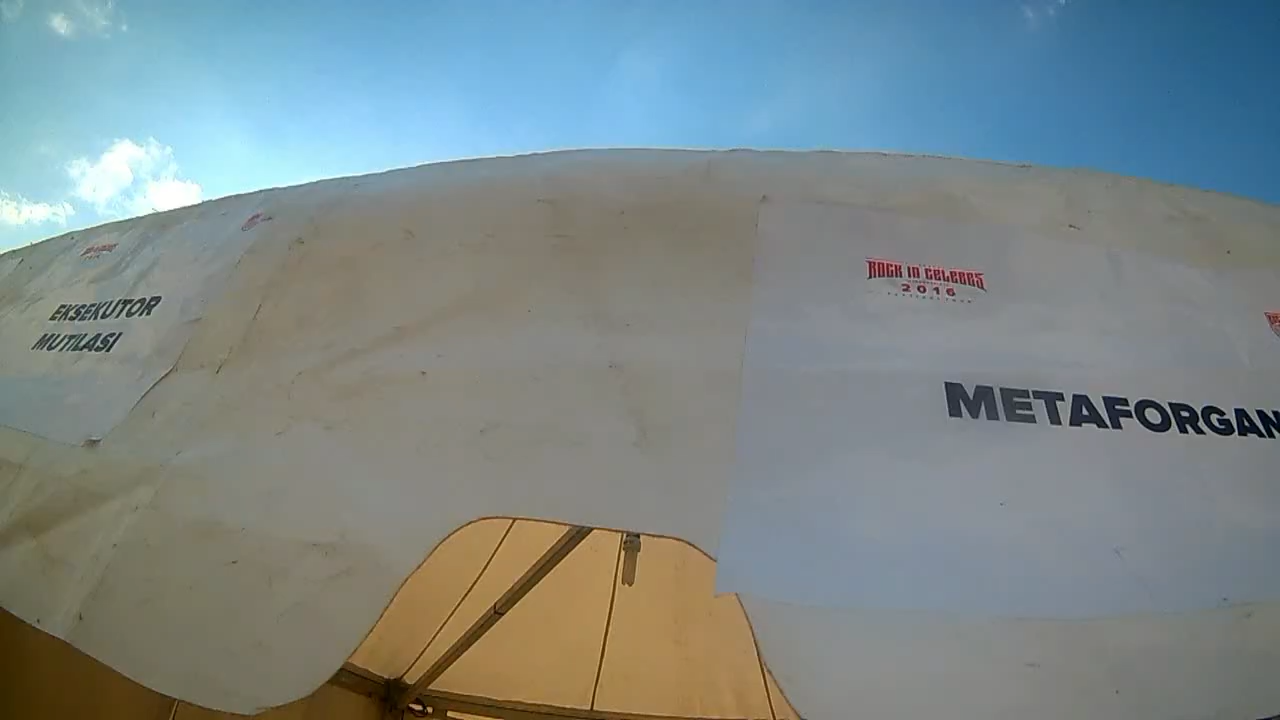 EKSEKUTOR
MUTILASI
ROCK IN CELEBES
2016
METAFORGAN